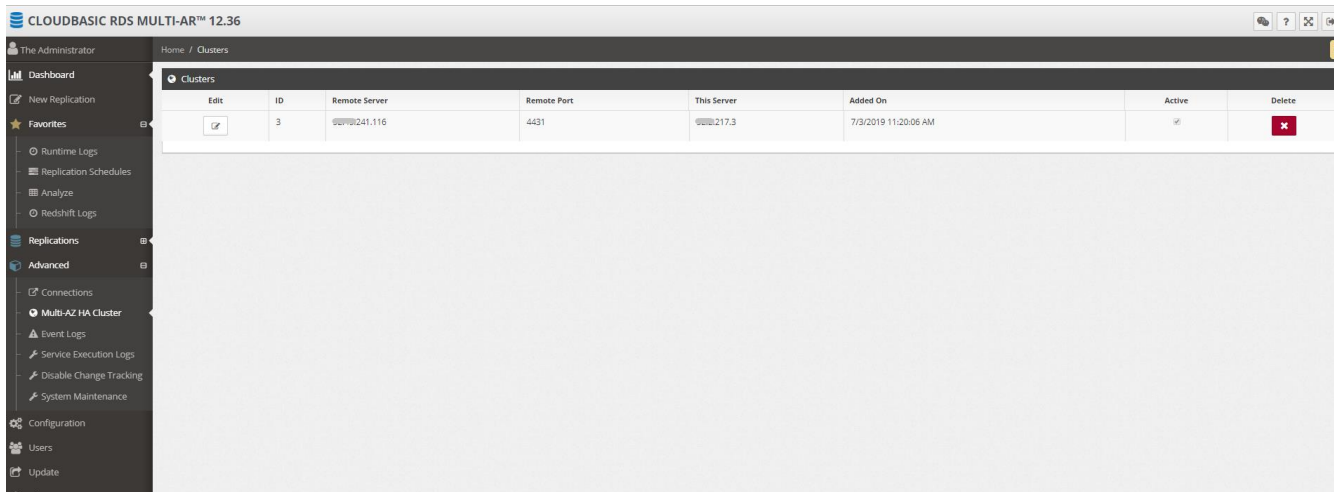 CLOUDBASIC RDS MULTI-AR™ 12.36
?
The Administrator
Home / Clusters
Dashboard
New Replication
Favorites
Runtime Logs
Replication Schedules
Analyze
Redshift Logs
Replications
Advanced
Connections
Multi-AZ HA Cluster
Event Logs
Service Execution Logs
Disable Change Tracking
System Maintenance
Configuration
Users
Update
Clusters
Edit ID Remote Server Remote Port This Server Added On Active Delete
3 241.116 4431 217.3 7/3/2019 11:20:06 AM